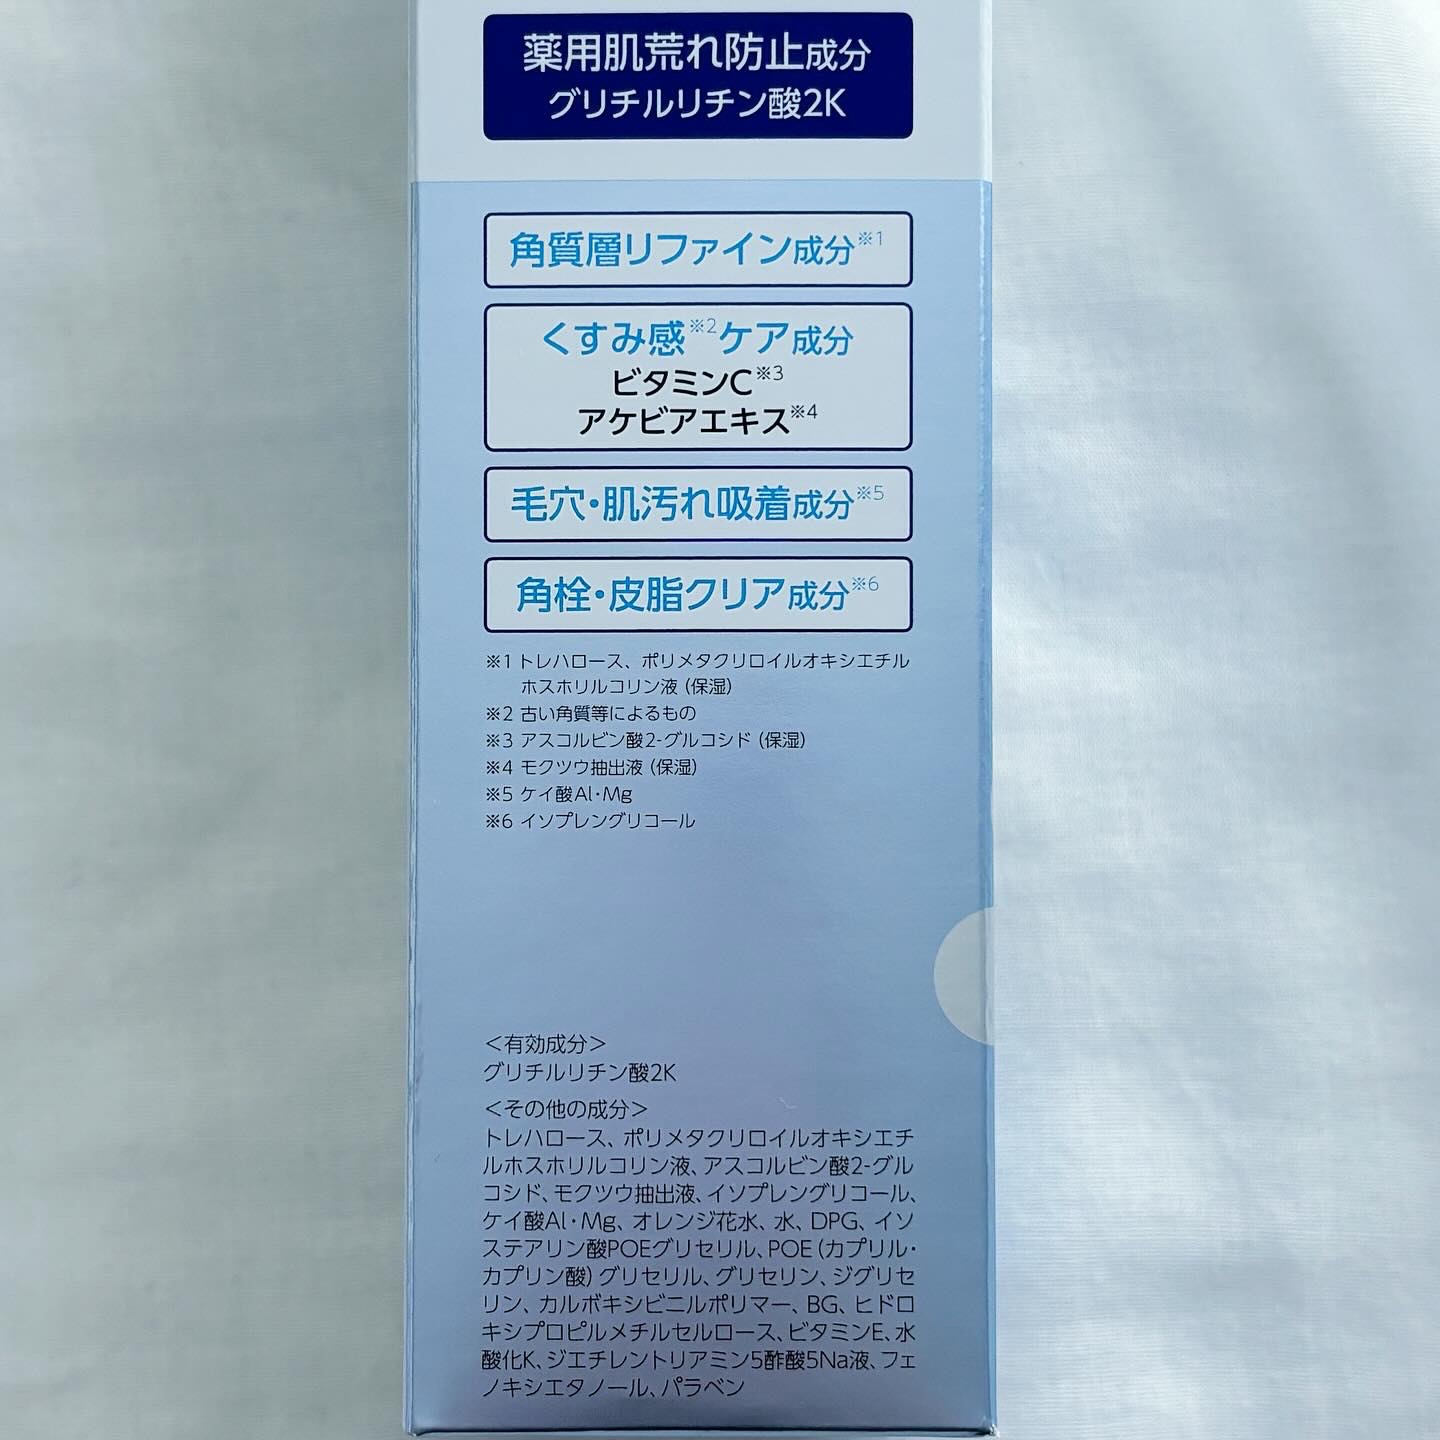 薬用肌荒れ防止成分
グリチルリチン酸2K
角質層リファイン成分※1
くすみ感※2ケア成分
ビタミンC※3
アケビアエキス※4
毛穴・肌汚れ吸着成分※5
角栓・皮脂クリア成分※6
※1 トレハロース、ポリメタクリロイルオキシエチル
ホスホリルコリン液（保湿）
※2 古い角質等によるもの
※3 アスコルビン酸2-グルコシド（保湿）
※4 モクツウ抽出液（保湿）
※5 ケイ酸Al・Mg
※6 イソプレングリコール
＜有効成分＞
グリチルリチン酸2K
＜その他の成分＞
トレハロース、ポリメタクリロイルオキシエチ
ルホスホリルコリン液、アスコルビン酸2-グル
コシド、モクツウ抽出液、イソプレングリコール、
ケイ酸Al・Mg、オレンジ花水、水、DPG、イソ
ステアリン酸POEグリセリル、POE（カプリル・
カプリン酸）グリセリル、グリセリン、ジグリセ
リン、カルボキシビニルポリマー、BG、ヒドロ
キシプロピルメチルセルロース、ビタミンE、水
酸化K、ジエチレントリアミン5酢酸5Na液、フェ
ノキシエタノール、パラベン